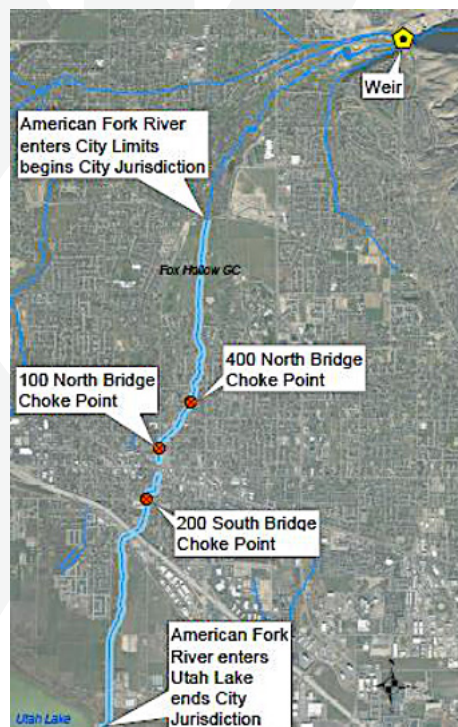 Weir
American Fork River
enters City Limits
begins City Jurisdiction
Fox Hollow GC
400 North Bridge
Choke Point
100 North Bridge
Choke Point
200 South Bridge
Choke Point
American Fork
River enters
Utah Lake
ends City
Jurisdiction
Utah Lake